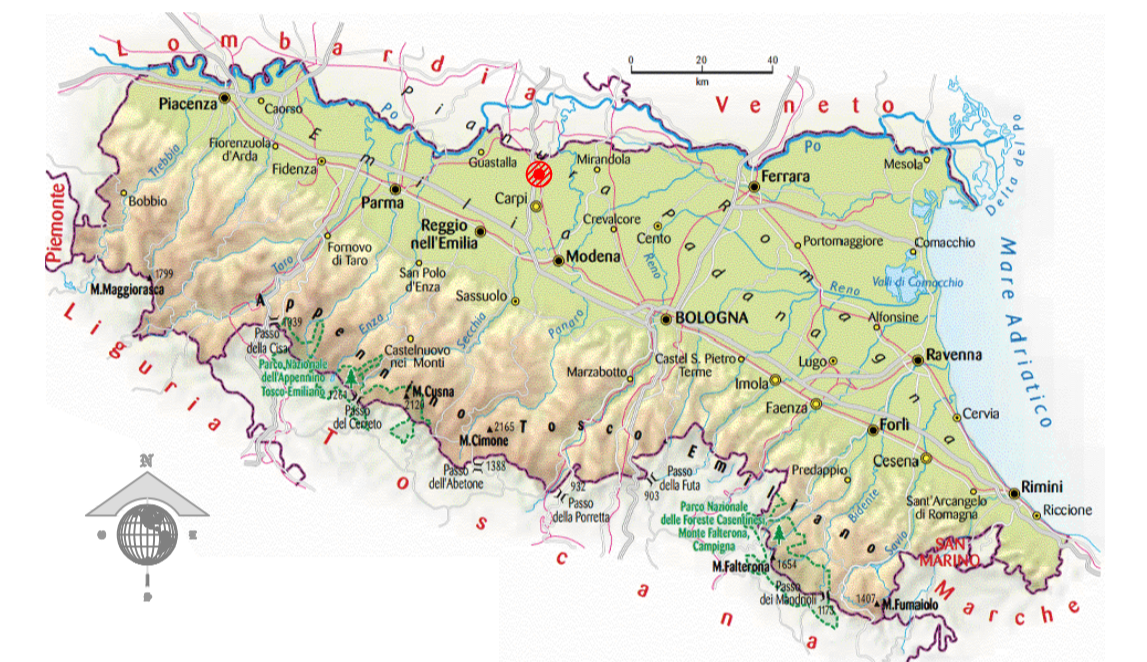 Lombardia
0 20 40
km
Veneto
Piacenza
Caorso
Po
Pianura Padana
Emilia
Romagna
Po
Delta del Po
Trebbia
Fiorenzuola
d'Arda
Fidenza
Guastalla
Mirandola
Mesola
Ferrara
Bobbio
Parma
Carpi
Piemonte
Reggio
nell'Emilia
Crevalcore
Cento
Portomaggiore
Comacchio
Fornovo
di Taro
Modena
Reno
Taro
San Polo
d'Enza
1799
M.Maggiorasca
Sassuolo
Reno
Valli di Comacchio
Mare Adriatico
Liguria
Appennino Tosco Emiliano
1039
Enza
Secchia
Panaro
BOLOGNA
Alfonsine
Passo
della Cisa
Castelnuovo
nei Monti
Castel S. Pietro
Terme
Lugo
Ravenna
Parco Nazionale
dell'Appennino
Tosco-Emiliano
1261
Marzabotto
Imola
M.Cusna
2120
Faenza
Passo
del Cerreto
Cervia
2165
M.Cimone
Forlì
Toscana
Passo
dell'Abetone
1388
Passo
della Futa
903
932
Passo
della Porretta
Predappio
Cesena
N
Rimini
Sant'Arcangelo
di Romagna
Riccione
Bidente
Parco Nazionale
delle Foreste Casentinesi,
Monte Falterona,
Campigna
O E
Savio
SAN
MARINO
M.Falterona
1654
Passo
dei Mandrioli
1173
1407
M.Fumaiolo
Marche
S